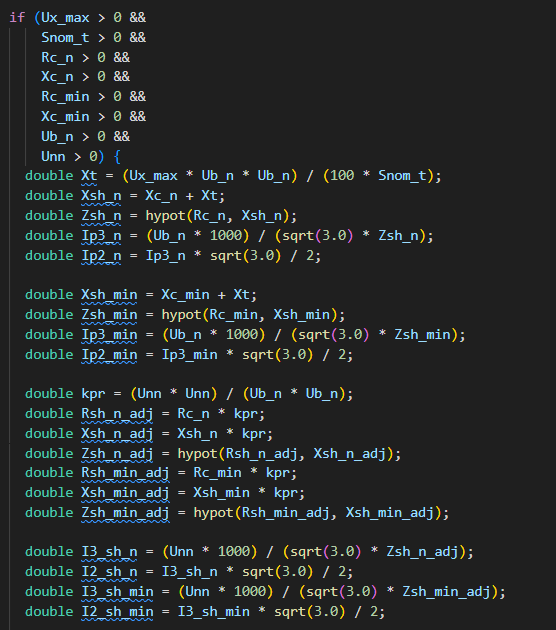 if (Ux_max > 0 &&
    Snom_t > 0 &&
    Rc_n > 0 &&
    Xc_n > 0 &&
    Rc_min > 0 &&
    Xc_min > 0 &&
    Ub_n > 0 &&
    Unn > 0) {
  double Xt = (Ux_max * Ub_n * Ub_n) / (100 * Snom_t);
  double Xsh_n = Xc_n + Xt;
  double Zsh_n = hypot(Rc_n, Xsh_n);
  double Ip3_n = (Ub_n * 1000) / (sqrt(3.0) * Zsh_n);
  double Ip2_n = Ip3_n * sqrt(3.0) / 2;

  double Xsh_min = Xc_min + Xt;
  double Zsh_min = hypot(Rc_min, Xsh_min);
  double Ip3_min = (Ub_n * 1000) / (sqrt(3.0) * Zsh_min);
  double Ip2_min = Ip3_min * sqrt(3.0) / 2;

  double kpr = (Unn * Unn) / (Ub_n * Ub_n);
  double Rsh_n_adj = Rc_n * kpr;
  double Xsh_n_adj = Xsh_n * kpr;
  double Zsh_n_adj = hypot(Rsh_n_adj, Xsh_n_adj);
  double Rsh_min_adj = Rc_min * kpr;
  double Xsh_min_adj = Xsh_min * kpr;
  double Zsh_min_adj = hypot(Rsh_min_adj, Xsh_min_adj);

  double I3_sh_n = (Unn * 1000) / (sqrt(3.0) * Zsh_n_adj);
  double I2_sh_n = I3_sh_n * sqrt(3.0) / 2;
  double I3_sh_min = (Unn * 1000) / (sqrt(3.0) * Zsh_min_adj);
  double I2_sh_min = I3_sh_min * sqrt(3.0) / 2;